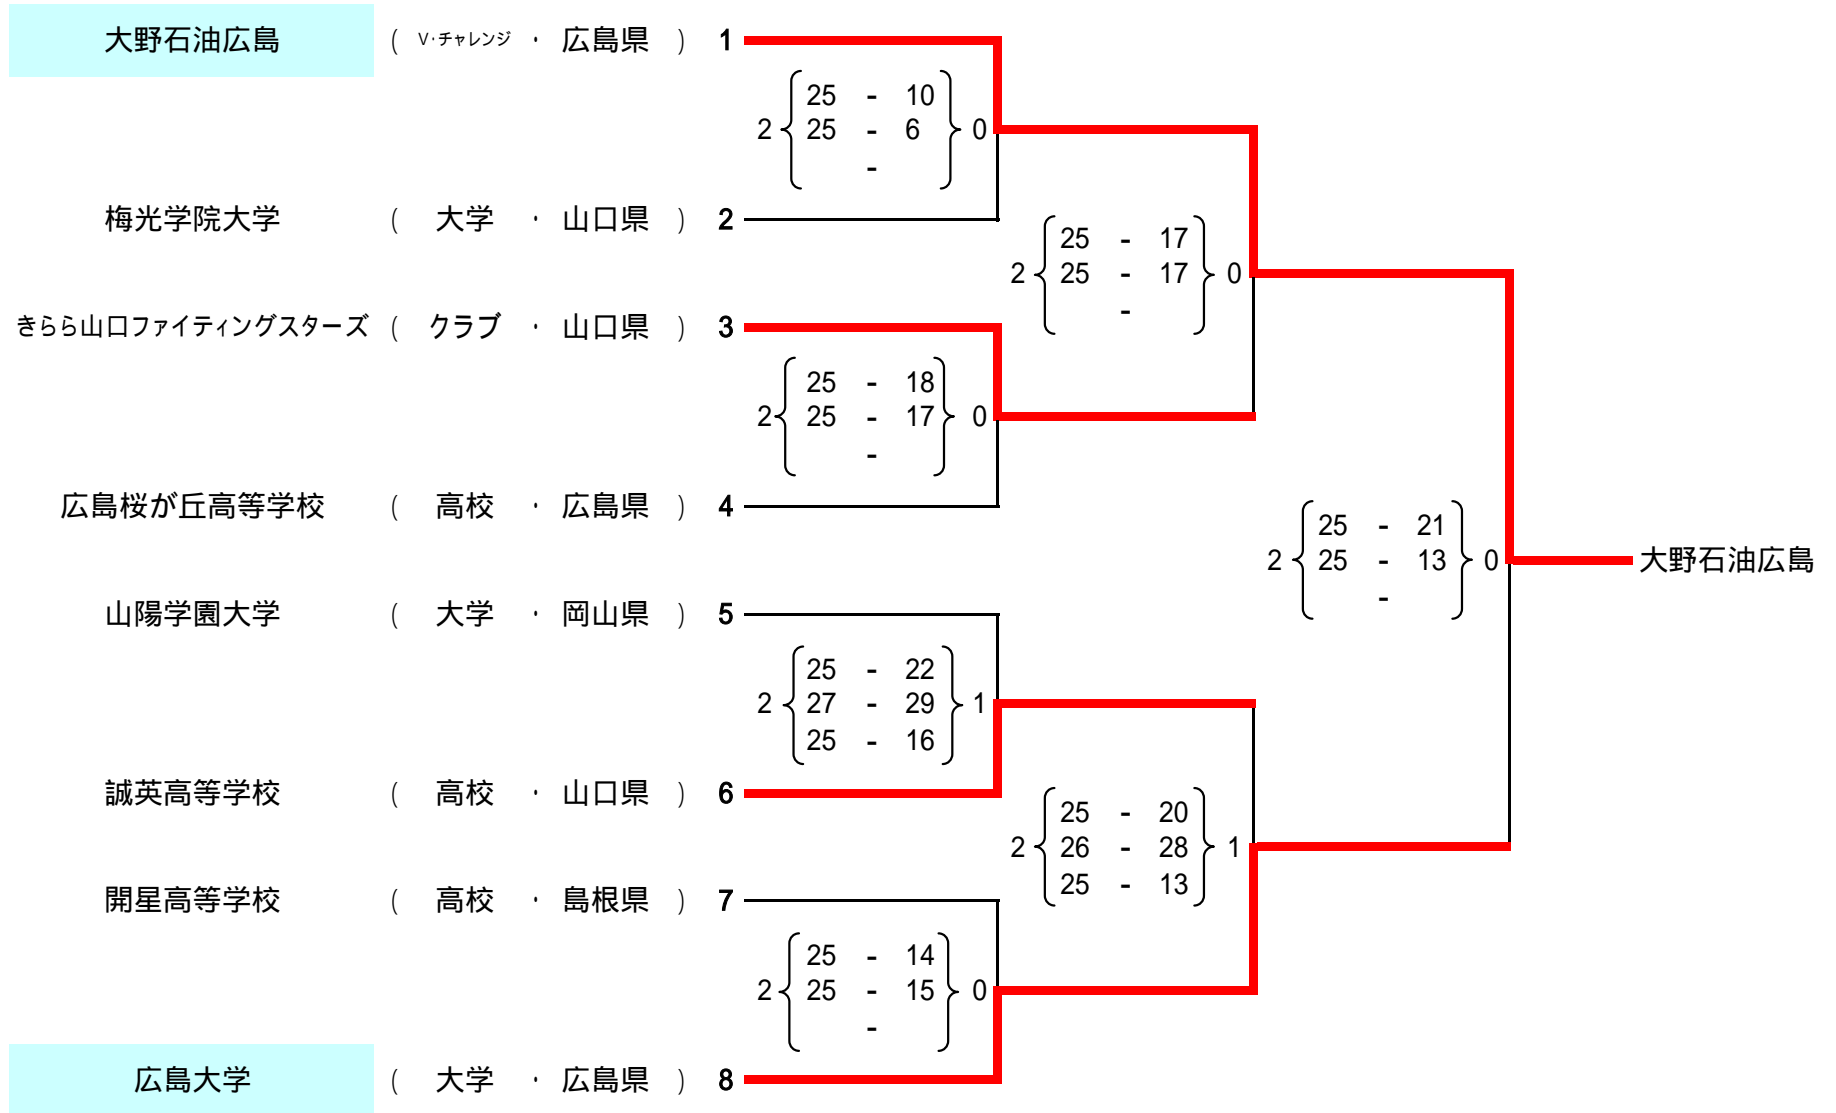 大野石油広島 ( V・チャレンジ ・ 広島県 ) 1
2 25 - 10 0
25 - 6
-
梅光学院大学 ( 大学 ・ 山口県 ) 2
2 25 - 17 0
25 - 17
-
きらら山口ファイティングスターズ ( クラブ ・ 山口県 ) 3
2 25 - 18 0
25 - 17
-
広島桜が丘高等学校 ( 高校 ・ 広島県 ) 4
2 25 - 21 0
25 - 13
-
大野石油広島
山陽学園大学 ( 大学 ・ 岡山県 ) 5
2 25 - 22 1
27 - 29
25 - 16
誠英高等学校 ( 高校 ・ 山口県 ) 6
2 25 - 20 1
26 - 28
25 - 13
開星高等学校 ( 高校 ・ 島根県 ) 7
2 25 - 14 0
25 - 15
-
広島大学 ( 大学 ・ 広島県 ) 8